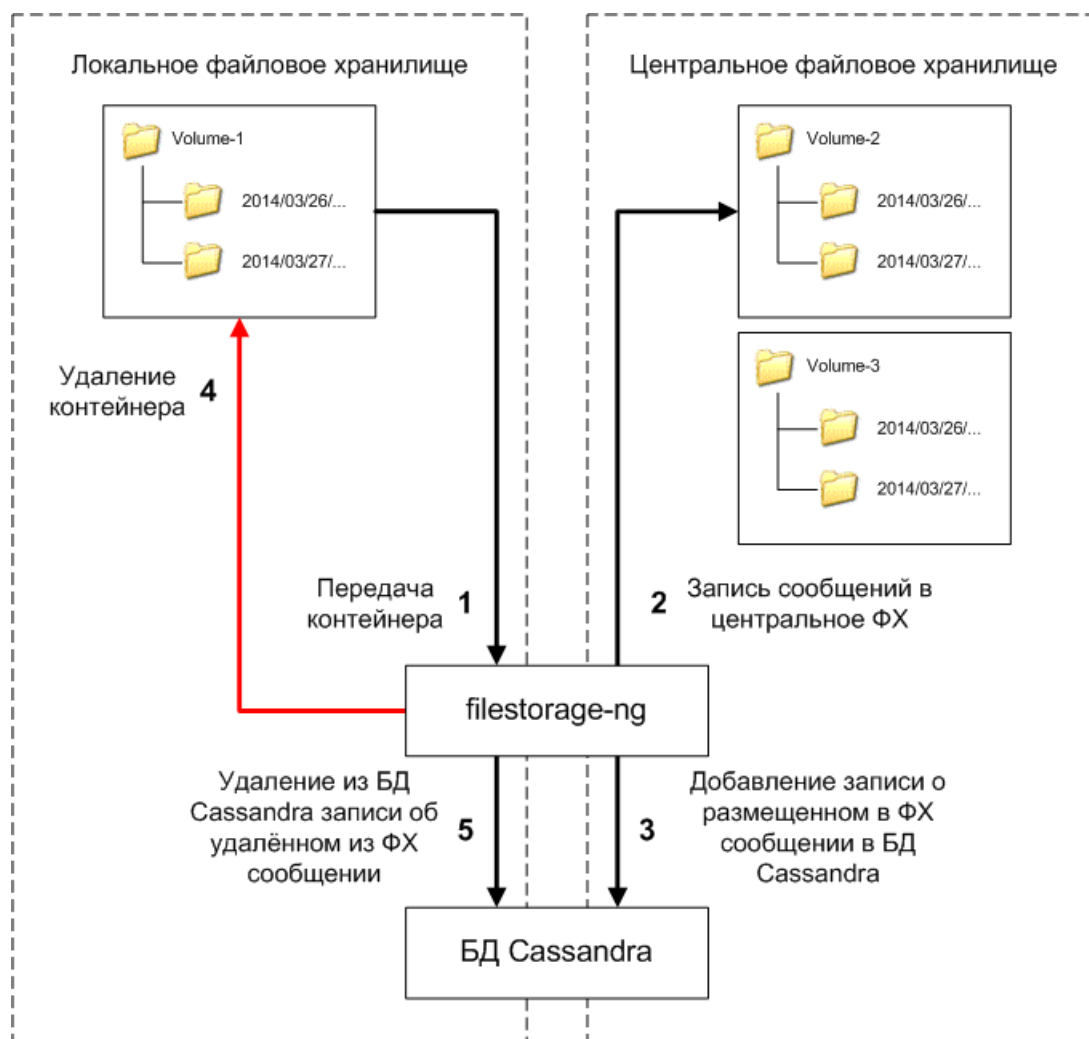 Локальное файловое хранилище
Volume-1
2014/03/26/...
2014/03/27/...
Центральное файловое хранилище
Volume-2
2014/03/26/...
2014/03/27/...
Volume-3
2014/03/26/...
2014/03/27/...
Удаление
контейнера
4
Передача
контейнера
1
2
Запись сообщений в
центральное ФХ
filestorage-ng
Удаление из БД
Cassandra записи об
удалённом из ФХ
сообщении
5
3
Добавление записи о
размещенном в ФХ
сообщении в БД
Cassandra
БД Cassandra